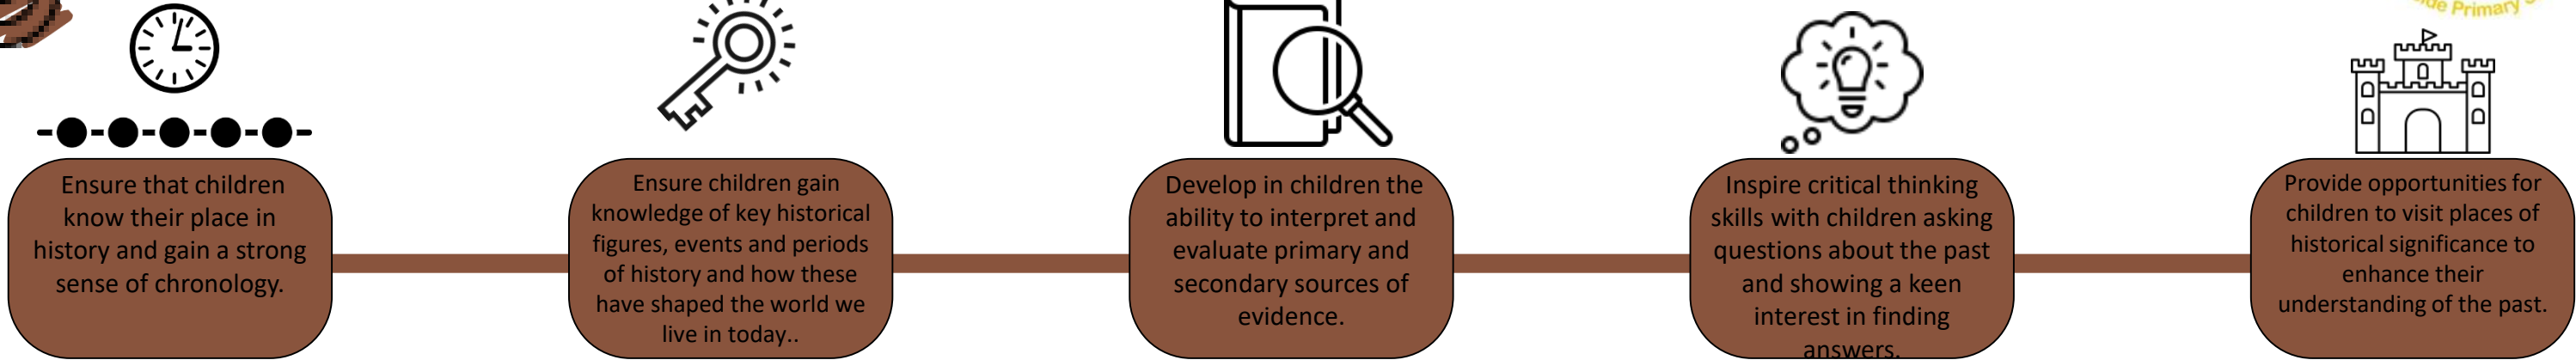 de Primary
Ensure that children
know their place in
history and gain a strong
sense of chronology.
Ensure children gain
knowledge of key historical
figures, events and periods
of history and how these
have shaped the world we
live in today..
Develop in children the
ability to interpret and
evaluate primary and
secondary sources of
evidence.
Inspire critical thinking
skills with children asking
questions about the past
and showing a keen
interest in finding
answers.
Provide opportunities for
children to visit places of
historical significance to
enhance their
understanding of the past.